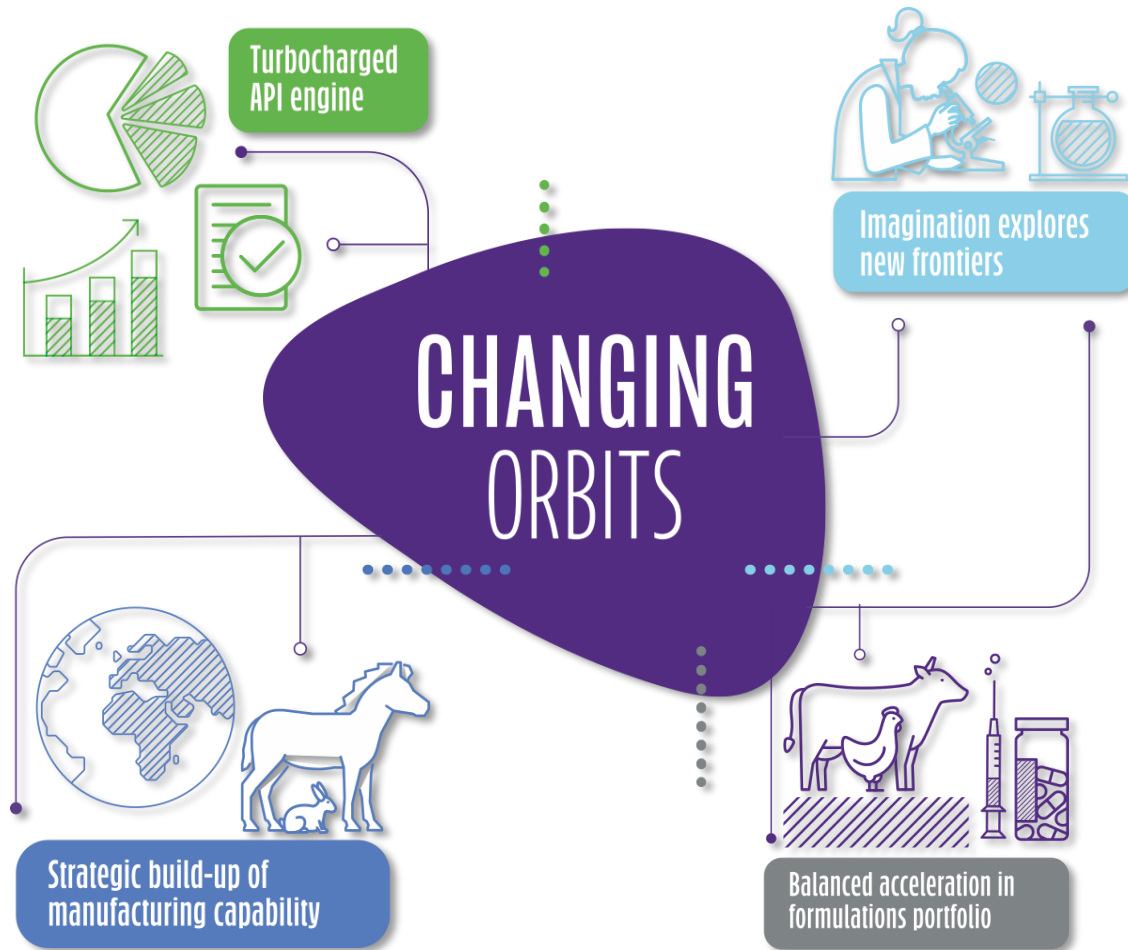 Turbocharged
API engine
Imagination explores
new frontiers
CHANGING
ORBITS
Strategic build-up of
manufacturing capability
Balanced acceleration in
formulations portfolio